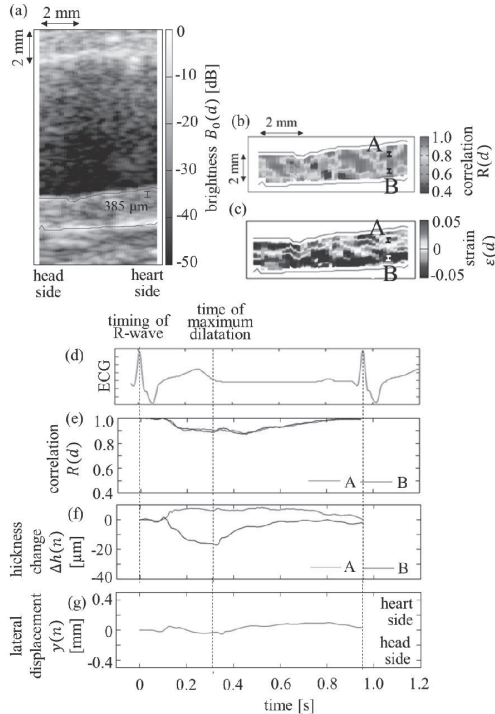 (a)
2 mm
2 mm
0
-10
-20
-30
-40
-50
brightness B0(d) [dB]
385 μm
head
side
heart
side
(b)
2 mm
2 mm
A
B
1.0
0.8
0.6
0.4
correlation
R(d)
(c)
A
B
0.05
0
-0.05
strain
ε(d)
timing of
R-wave
time of
maximum
dilatation
(d)
ECG
(e)
1.0
0.8
0.6
0.4
correlation
R(d)
A
B
(f)
0
-20
-40
hickness
change
Δh(n)
[μm]
A
B
(g)
0.4
0
-0.4
lateral
displacement
y(n)
[mm]
heart
side
head
side
0
0.2
0.4
0.6
0.8
1.0
1.2
time [s]